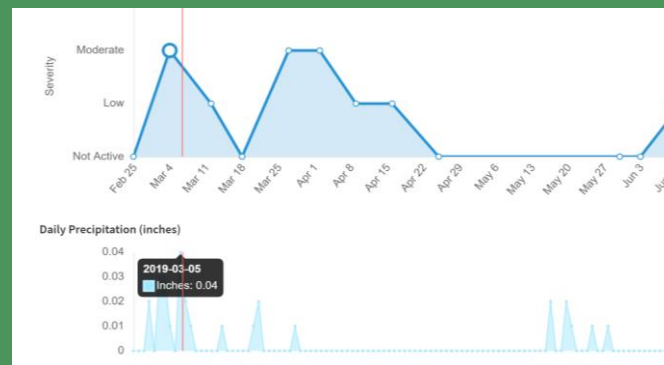 Severity
Moderate
Low
Not Active
Feb 25
Mar 4
Mar 11
Mar 18
Mar 25
Apr 1
Apr 8
Apr 15
Apr 22
Apr 29
May 6
May 13
May 20
May 27
Jun 3
Daily Precipitation (inches)
0.04
0.03
0.02
0.01
0
2019-03-05
Inches: 0.04